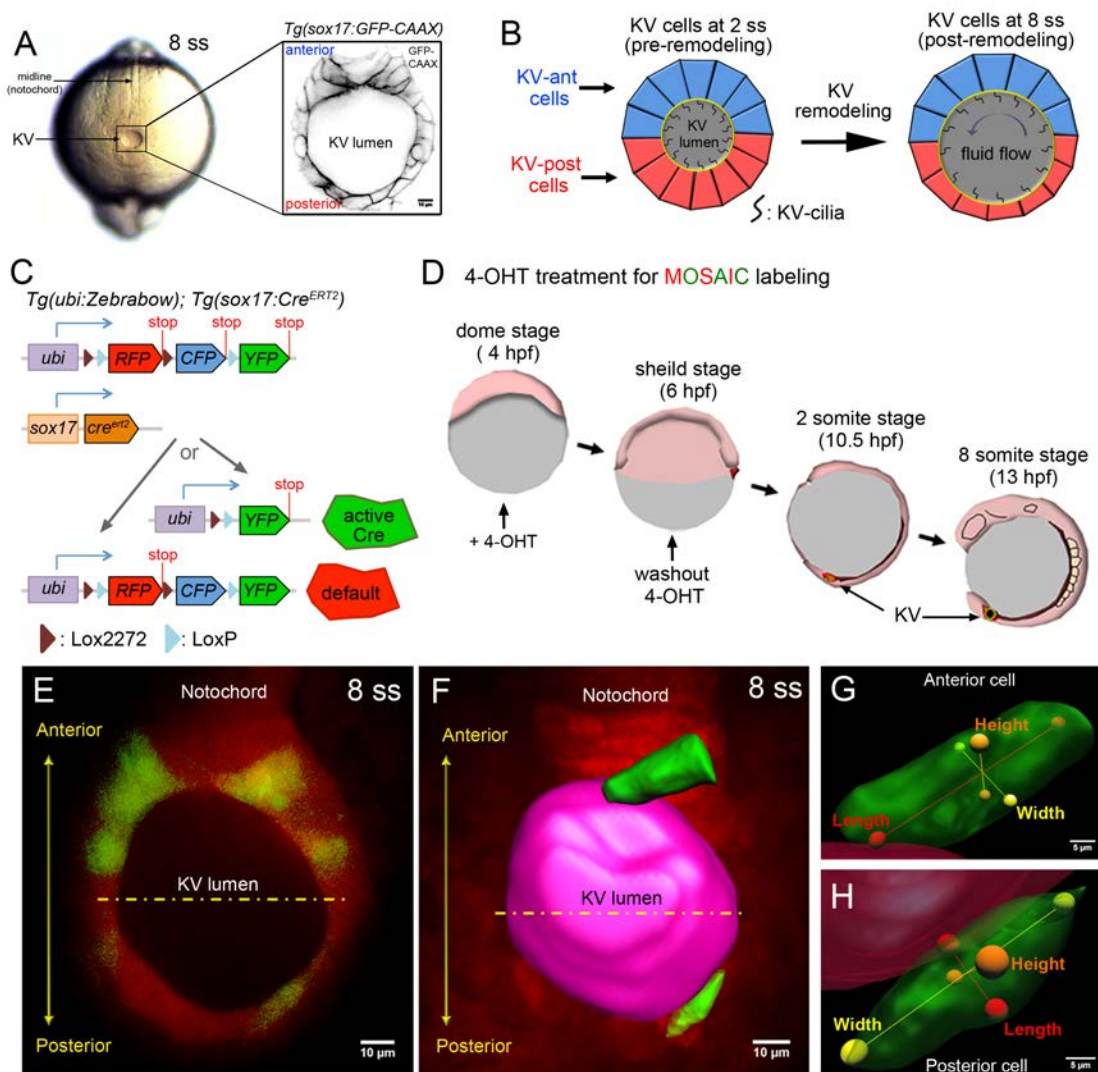 A
8 ss
midline
(notochord)
KV
Tg(sox17:GFP-CAAX)
anterior
GFP-
CAAX
KV lumen
posterior
10 µm
B
KV cells at 2 ss
(pre-remodeling)
KV cells at 8 ss
(post-remodeling)
KV-ant
cells
KV
lumen
KV
remodeling
fluid flow
KV-post
cells
: KV-cilia
C
Tg(ubi:Zebrabow); Tg(sox17:CreERT2)
stop stop stop
ubi RFP CFP YFP
sox17 creert2
or
stop
ubi YFP
active
Cre
stop
ubi RFP CFP YFP
default
: Lox2272 : LoxP
D
4-OHT treatment for MOSAIC labeling
dome stage
( 4 hpf)
sheild stage
(6 hpf)
2 somite stage
(10.5 hpf)
8 somite stage
(13 hpf)
+ 4-OHT
washout
4-OHT
KV
E
Notochord
8 ss
Anterior
KV lumen
Posterior
10 µm
F
Notochord
8 ss
Anterior
KV lumen
Posterior
10 µm
G
Anterior cell
Height
Width
Length
5 µm
H
Height
Width
Length
Posterior cell
5 µm